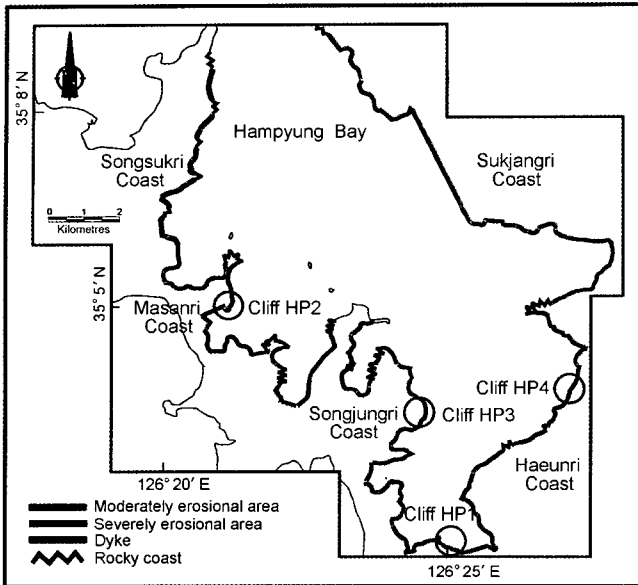 35° 8' N
Hampyung Bay
Songsukri
Coast
Sukjangri
Coast
0 1 2
Kilometres
35° 5' N
Masanri
Coast
Cliff HP2
Cliff HP4
Songjungri
Coast
Cliff HP3
Haeunri
Coast
126° 20' E
Cliff HP1
126° 25' E
Moderately erosional area
Severely erosional area
Dyke
Rocky coast